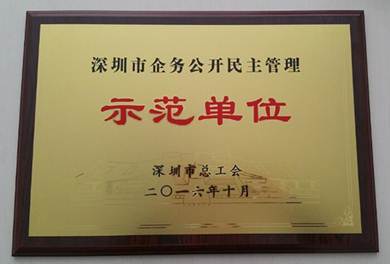 深圳市企务公开民主管理
示范单位
深圳市总工会
二〇一六年十月